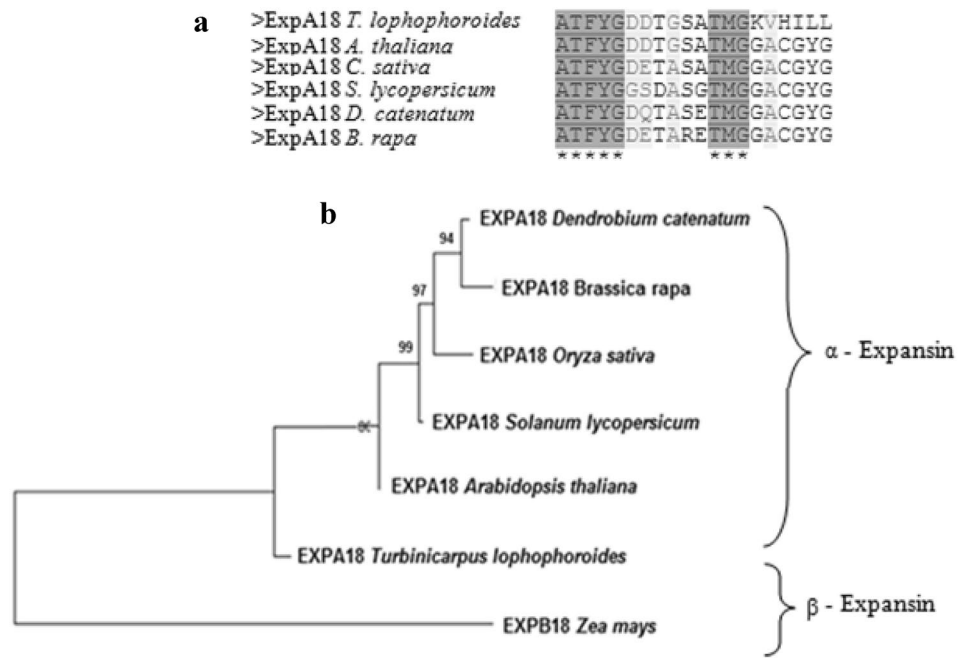 a
>ExpA18 T. lophophoroides ATFYGDDTGSATMGKVHILL
>ExpA18 A. thaliana ATFYGDDTGSATMGGACGYG
>ExpA18 C. sativa ATFYGDETASATMGGACGYG
>ExpA18 S. lycopersicum ATFYGGSDASGTMGGACGYG
>ExpA18 D. catenatum ATFYGDQTASETMGGACGYG
>ExpA18 B. rapa ATFYGDETARETMGGACGYG
***** ***
b
EXPA18 Dendrobium catenatum
94
EXPA18 Brassica rapa
97
EXPA18 Oryza sativa
99
α - Expansin
EXPA18 Solanum lycopersicum
EXPA18 Arabidopsis thaliana
EXPA18 Turbinicarpus lophophoroides
β - Expansin
EXPB18 Zea mays